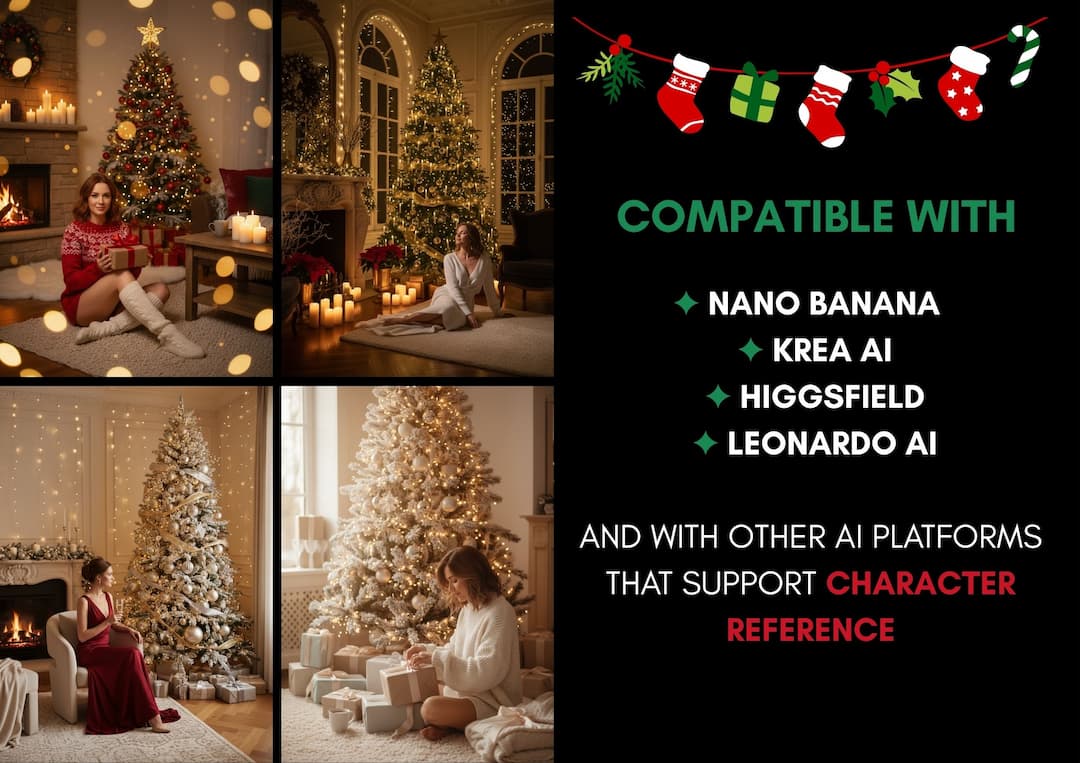 COMPATIBLE WITH
NANO BANANA
KREA AI
HIGGSFIELD
LEONARDO AI
AND WITH OTHER AI PLATFORMS
THAT SUPPORT CHARACTER
REFERENCE